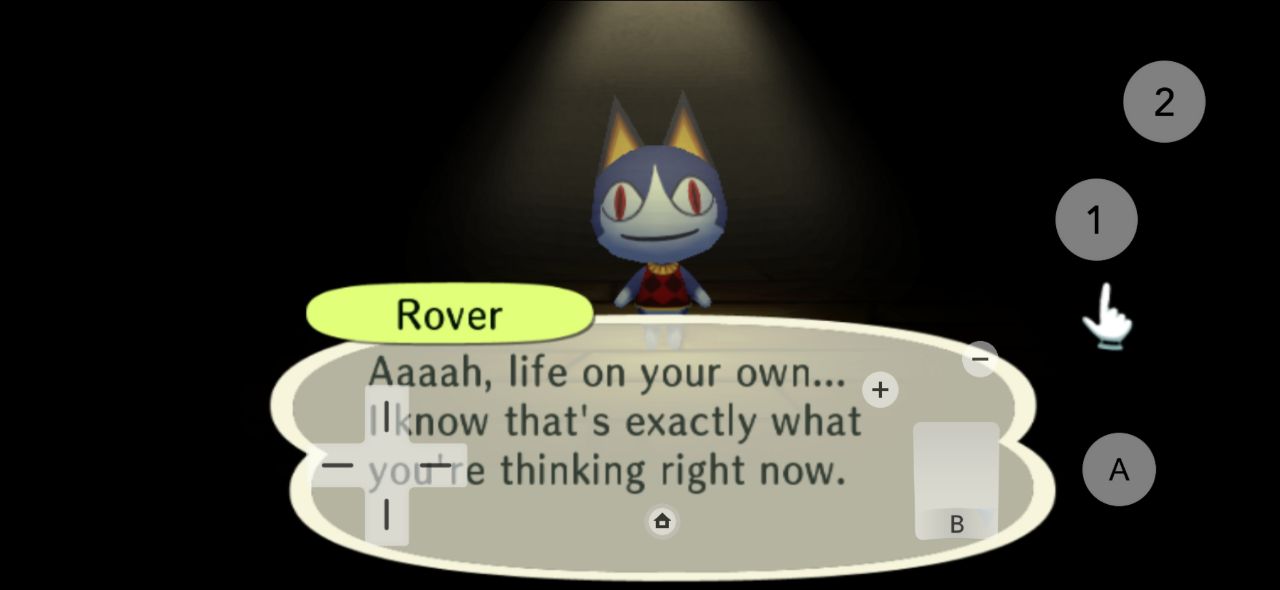 2
1
Rover
Aaaah, life on your own...
I know that's exactly what
you're thinking right now.
−
+
A
B